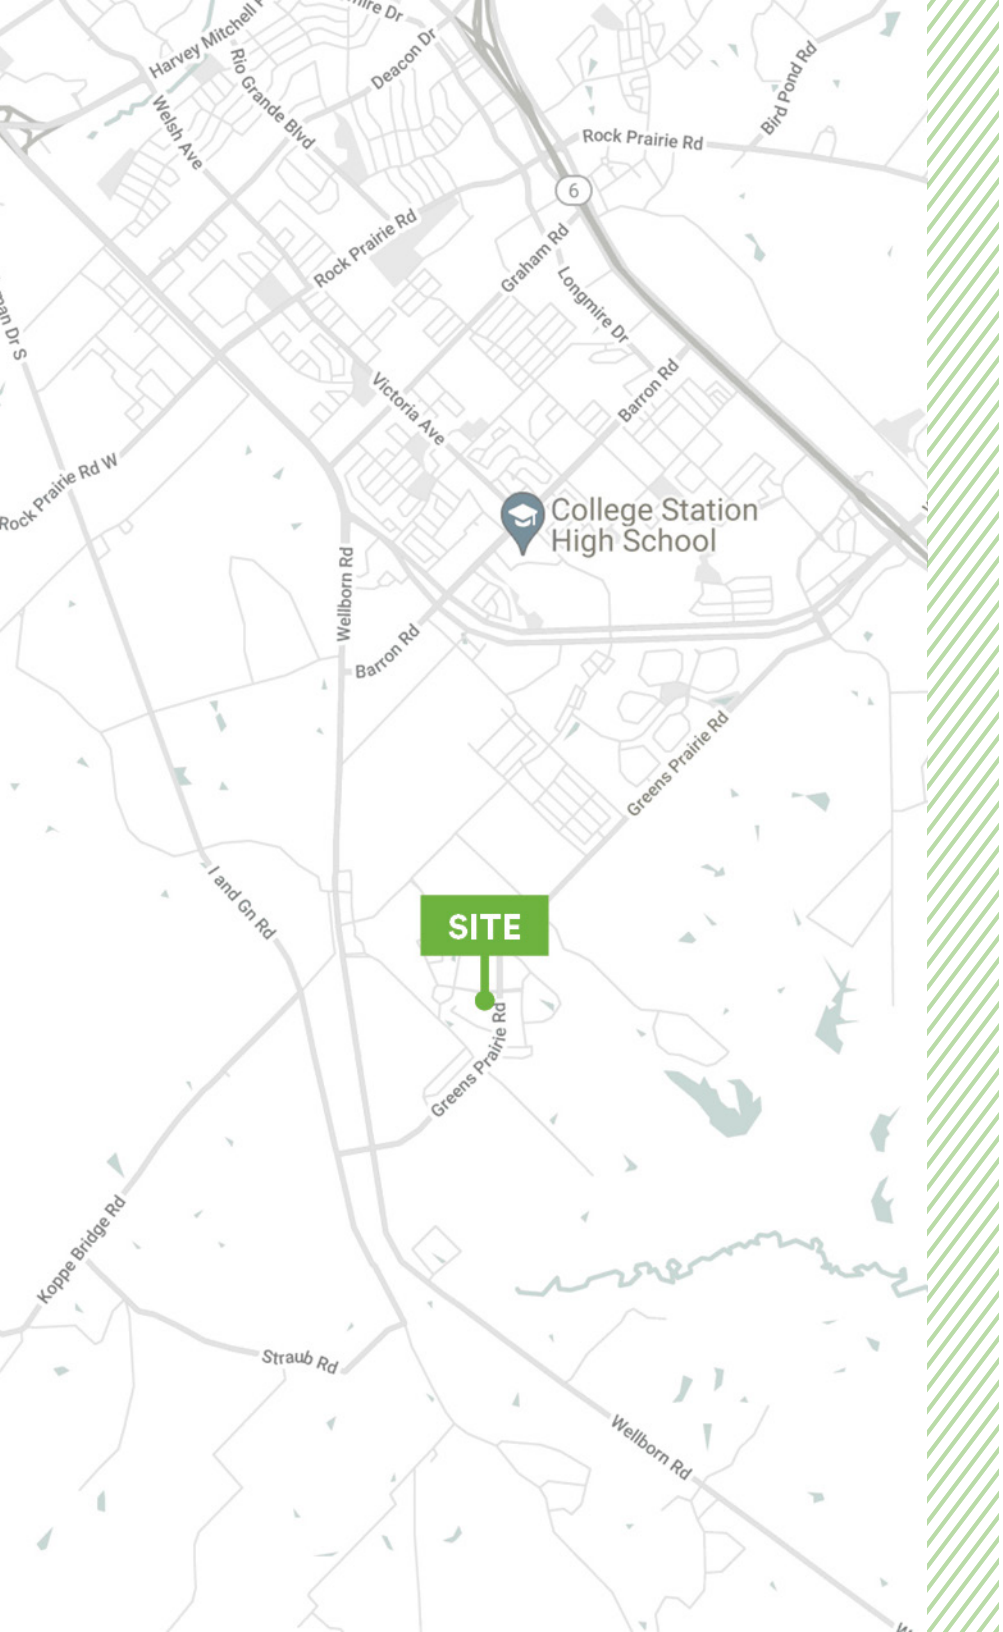 Harvey Mitchell
Deacon Dr
Rio Grande Blvd
Welsh Ave
Bird Pond Rd
Rock Prairie Rd
6
Rock Prairie Rd
Graham Rd
Longmire Dr
Barron Rd
Victoria Ave
Rock Prairie Rd W
College Station
High School
Wellborn Rd
Barron Rd
Greens Prairie Rd
I and Gn Rd
SITE
Greens Prairie Rd
Koppe Bridge Rd
Straub Rd
Wellborn Rd